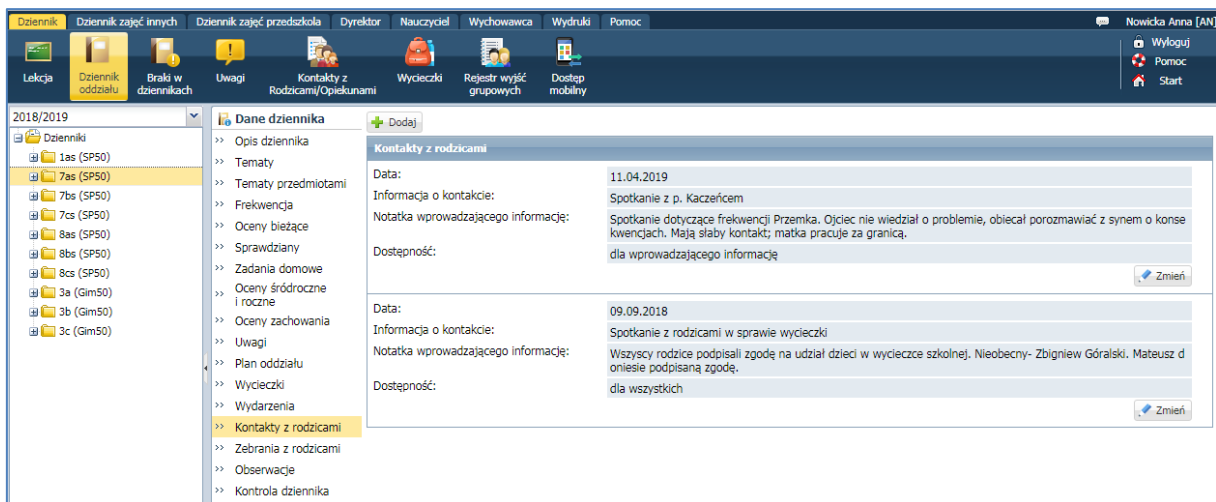 Dziennik Dziennik zajęć innych Dziennik zajęć przedszkola Dyrektor Nauczyciel Wychowawca Wydruki Pomoc Nowicka Anna [AN]
Lekcja
Dziennik
oddziału
Braki w
dziennikach
Uwagi
Kontakty z
Rodzicami/Opiekunami
Wycieczki
Rejestr wyjść
grupowych
Dostęp
mobilny
Wyloguj
Pomoc
Start
2018/2019
Dzienniki
1as (SP50)
7as (SP50)
7bs (SP50)
7cs (SP50)
8as (SP50)
8bs (SP50)
8cs (SP50)
3a (Gim50)
3b (Gim50)
3c (Gim50)
Dane dziennika
Opis dziennika
Tematy
Tematy przedmiotami
Frekwencja
Oceny bieżące
Sprawdziany
Zadania domowe
Oceny śródroczne
i roczne
Oceny zachowania
Uwagi
Plan oddziału
Wycieczki
Wydarzenia
Kontakty z rodzicami
Zebrania z rodzicami
Obserwacje
Kontrola dziennika
Dodaj
Kontakty z rodzicami
Data: 11.04.2019
Informacja o kontakcie: Spotkanie z p. Kaczeńcem
Notatka wprowadzającego informację: Spotkanie dotyczące frekwencji Przemka. Ojciec nie wiedział o problemie, obiecał porozmawiać z synem o konse
kwencjach. Mają słaby kontakt; matka pracuje za granicą.
Dostępność: dla wprowadzającego informację
Zmień
Data: 09.09.2018
Informacja o kontakcie: Spotkanie z rodzicami w sprawie wycieczki
Notatka wprowadzającego informację: Wszyscy rodzice podpisali zgodę na udział dzieci w wycieczce szkolnej. Nieobecny- Zbigniew Góralski. Mateusz d
oniesie podpisaną zgodę.
Dostępność: dla wszystkich
Zmień